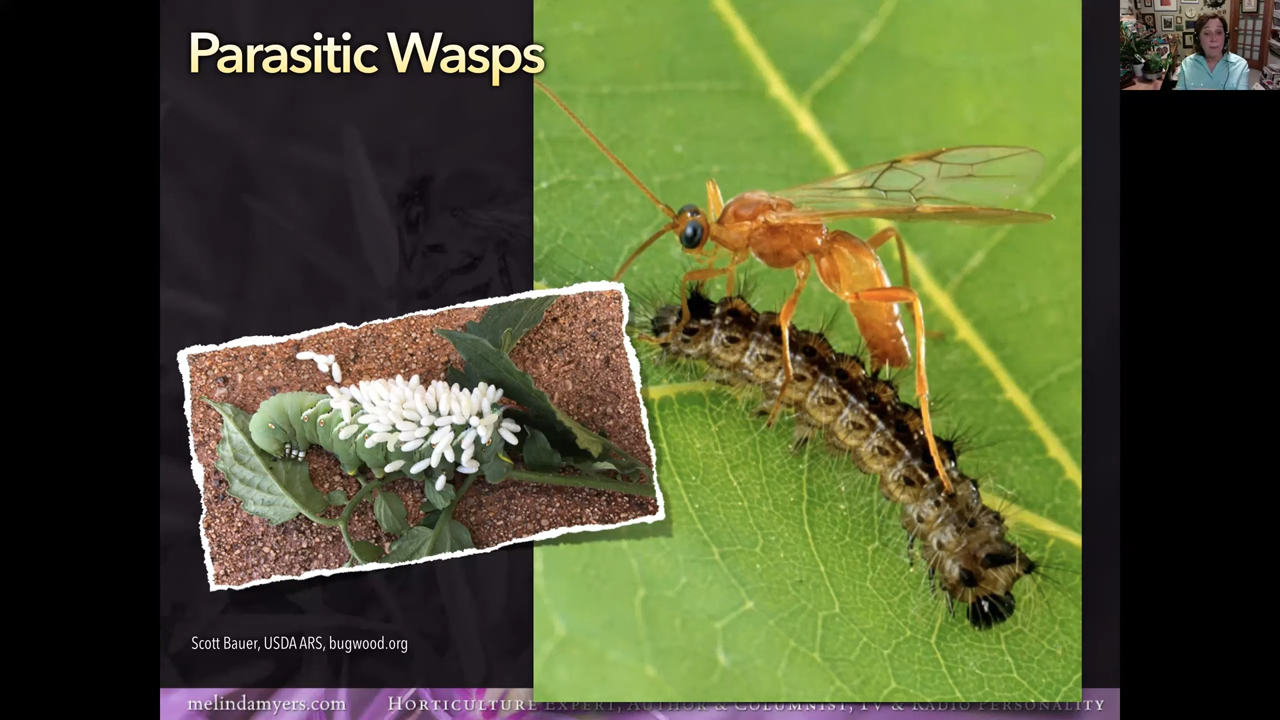 Parasitic Wasps
Scott Bauer, USDA ARS, bugwood.org
melindamyers.com
Horticulture Expert, Author & Columnist, TV & Radio Personality